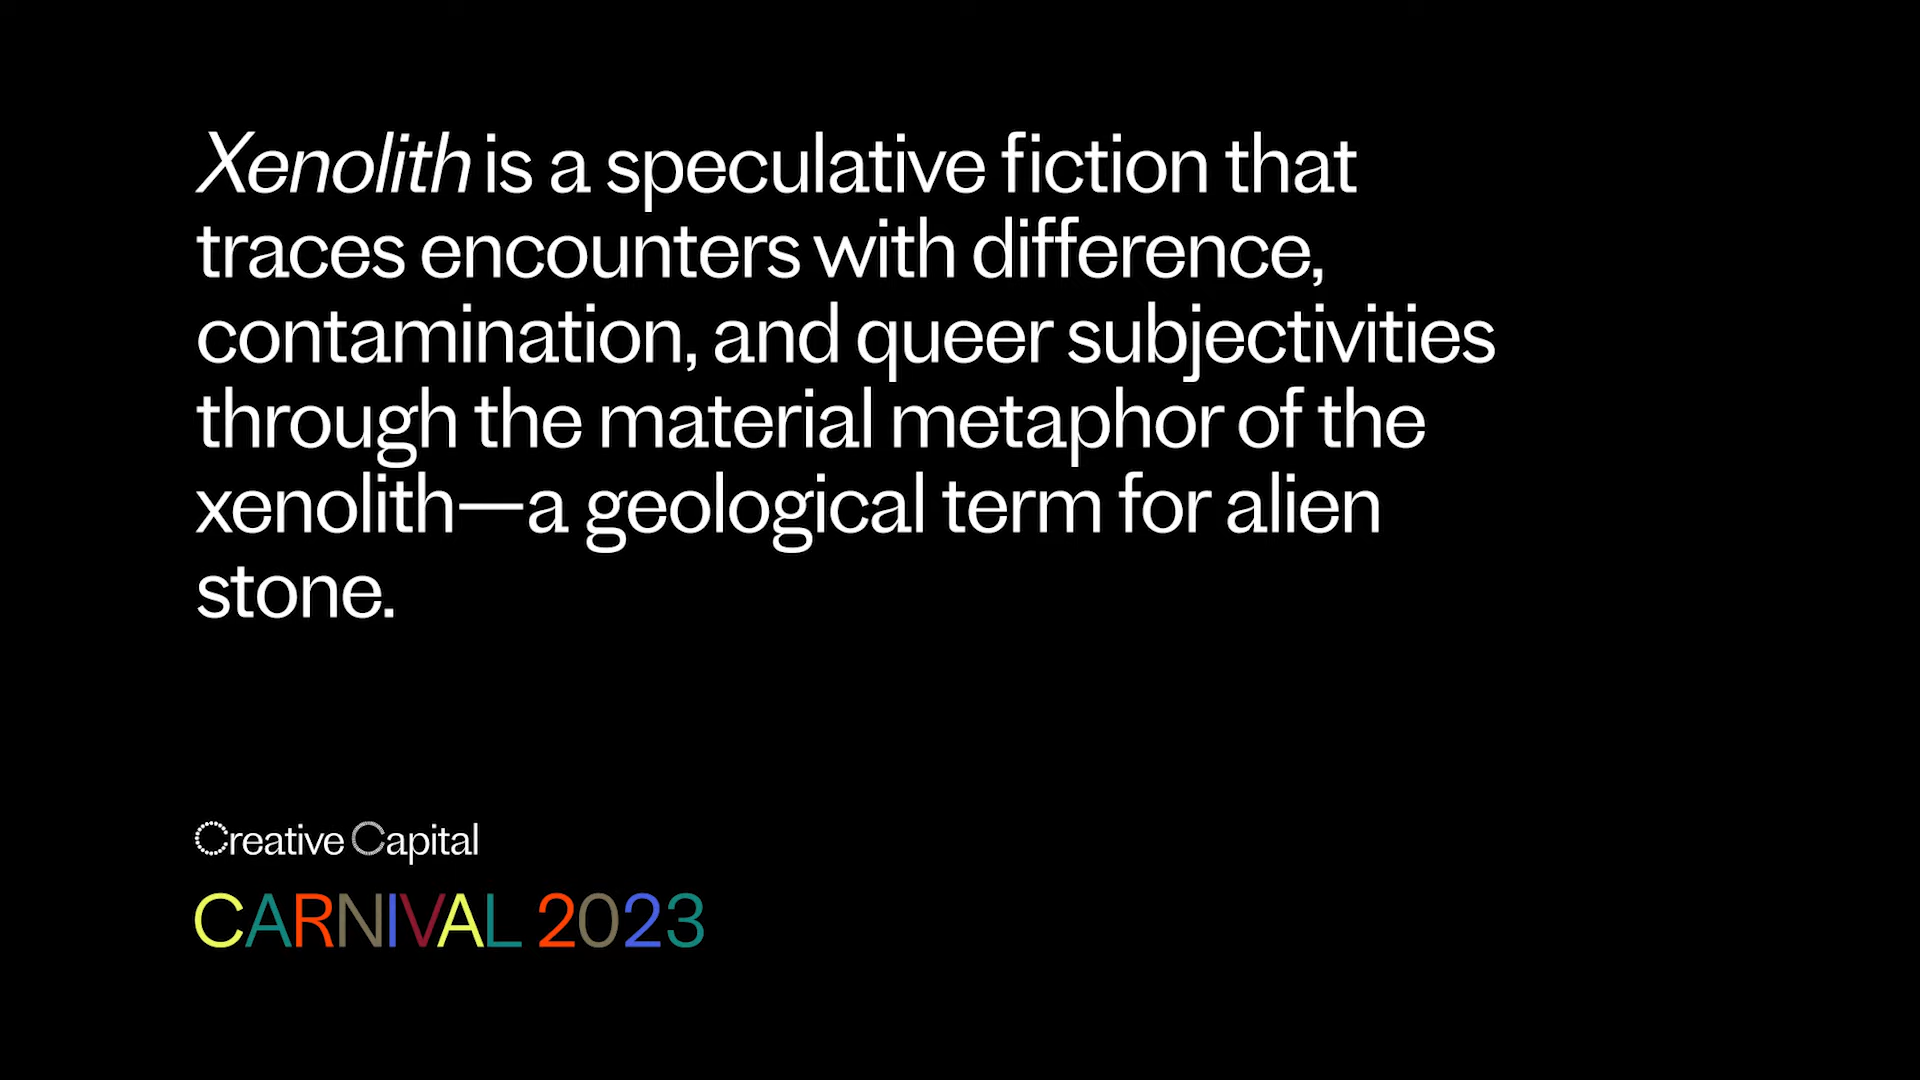 Xenolith is a speculative fiction that
traces encounters with difference,
contamination, and queer subjectivities
through the material metaphor of the
xenolith—a geological term for alien
stone.
Creative Capital
CARNIVAL 2023